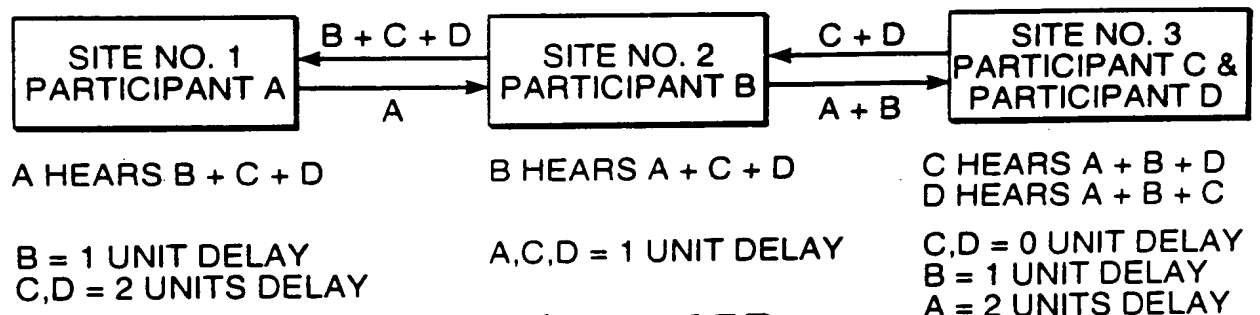 SITE NO. 1
PARTICIPANT A
B + C + D
A
SITE NO. 2
PARTICIPANT B
C + D
A + B
SITE NO. 3
PARTICIPANT C &
PARTICIPANT D
A HEARS B + C + D
B = 1 UNIT DELAY
C,D = 2 UNITS DELAY
B HEARS A + C + D
A,C,D = 1 UNIT DELAY
C HEARS A + B + D
D HEARS A + B + C
C,D = 0 UNIT DELAY
B = 1 UNIT DELAY
A = 2 UNITS DELAY